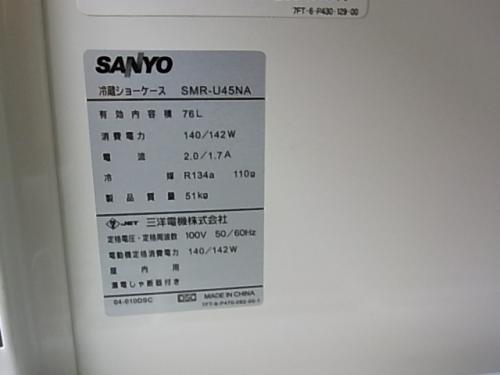 7FT-6-P430-129-00
SANYO
冷蔵ショーケース SMR-U45NA
有効内容積 76L
消費電力 140/142W
電流 2.0/1.7A
冷媒 R134a 110g
製品質量 51kg
JET 三洋電機株式会社
定格電圧・定格周波数 100V 50/60Hz
電動機定格消費電力 140/142W
屋内用
漏電しゃ断器付き
04-010DSC DSC MADE IN CHINA
7FT-6-P470-092-00-1